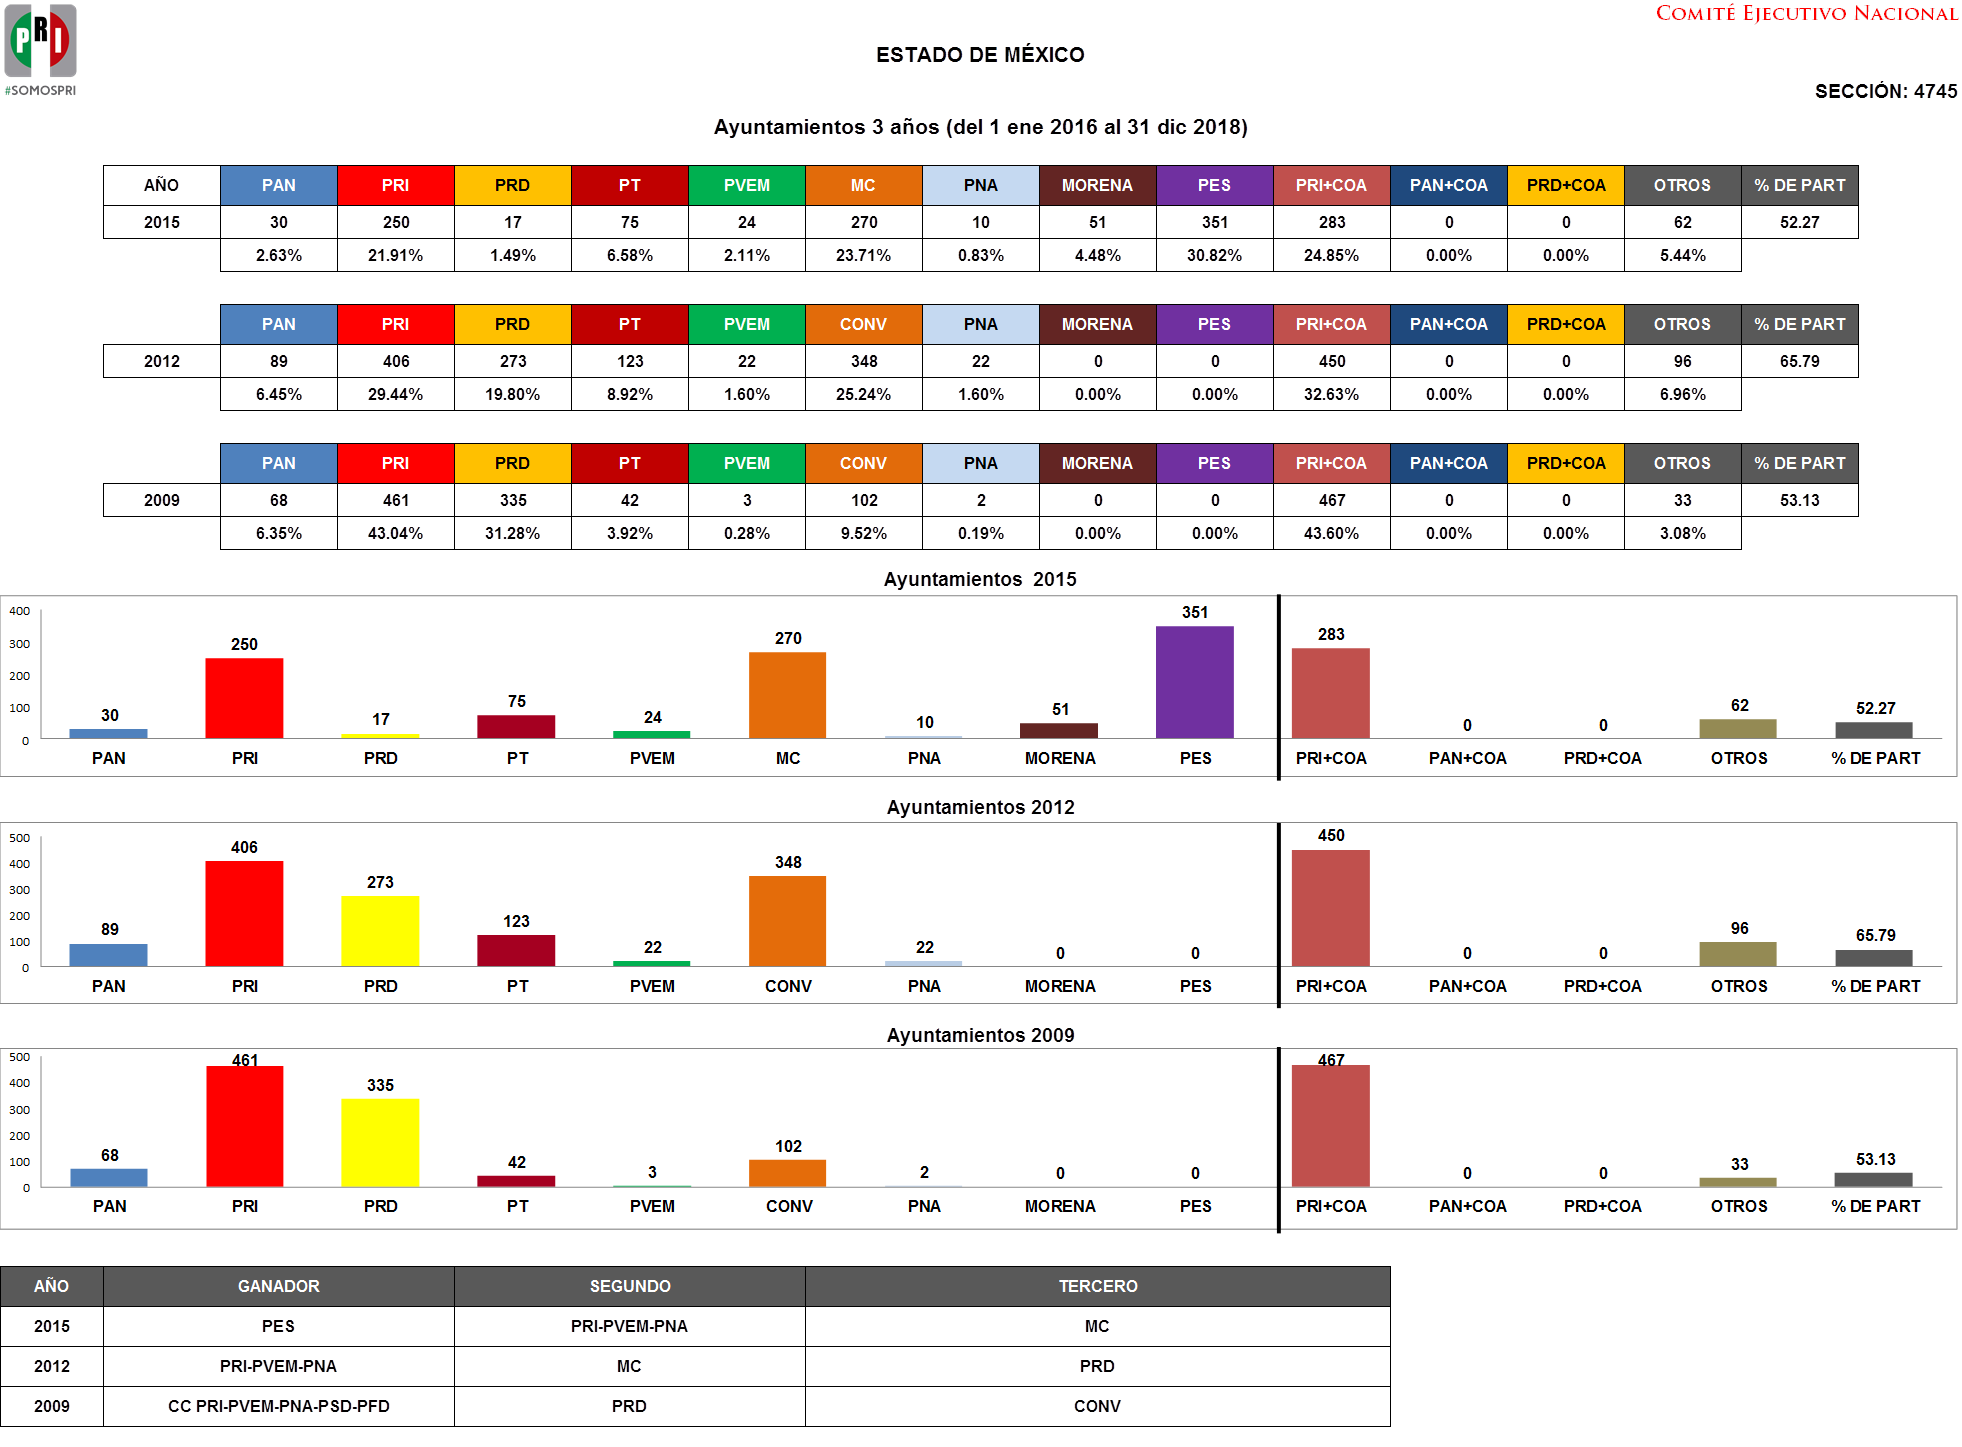 PRI
#SOMOSPRI
COMITÉ EJECUTIVO NACIONAL
ESTADO DE MÉXICO
SECCIÓN: 4745
Ayuntamientos 3 años (del 1 ene 2016 al 31 dic 2018)
AÑO PAN PRI PRD PT PVEM MC PNA MORENA PES PRI+COA PAN+COA PRD+COA OTROS % DE PART
2015 30 250 17 75 24 270 10 51 351 283 0 0 62 52.27
2.63% 21.91% 1.49% 6.58% 2.11% 23.71% 0.83% 4.48% 30.82% 24.85% 0.00% 0.00% 5.44%
PAN PRI PRD PT PVEM CONV PNA MORENA PES PRI+COA PAN+COA PRD+COA OTROS % DE PART
2012 89 406 273 123 22 348 22 0 0 450 0 0 96 65.79
6.45% 29.44% 19.80% 8.92% 1.60% 25.24% 1.60% 0.00% 0.00% 32.63% 0.00% 0.00% 6.96%
PAN PRI PRD PT PVEM CONV PNA MORENA PES PRI+COA PAN+COA PRD+COA OTROS % DE PART
2009 68 461 335 42 3 102 2 0 0 467 0 0 33 53.13
6.35% 43.04% 31.28% 3.92% 0.28% 9.52% 0.19% 0.00% 0.00% 43.60% 0.00% 0.00% 3.08%
Ayuntamientos 2015
400
300
200
100
0
30 250 17 75 24 270 10 51 351 283 0 0 62 52.27
PAN PRI PRD PT PVEM MC PNA MORENA PES PRI+COA PAN+COA PRD+COA OTROS % DE PART
Ayuntamientos 2012
500
400
300
200
100
0
89 406 273 123 22 348 22 0 0 450 0 0 96 65.79
PAN PRI PRD PT PVEM CONV PNA MORENA PES PRI+COA PAN+COA PRD+COA OTROS % DE PART
Ayuntamientos 2009
500
400
300
200
100
0
68 461 335 42 3 102 2 0 0 467 0 0 33 53.13
PAN PRI PRD PT PVEM CONV PNA MORENA PES PRI+COA PAN+COA PRD+COA OTROS % DE PART
AÑO GANADOR SEGUNDO TERCERO
2015 PES PRI-PVEM-PNA MC
2012 PRI-PVEM-PNA MC PRD
2009 CC PRI-PVEM-PNA-PSD-PFD PRD CONV